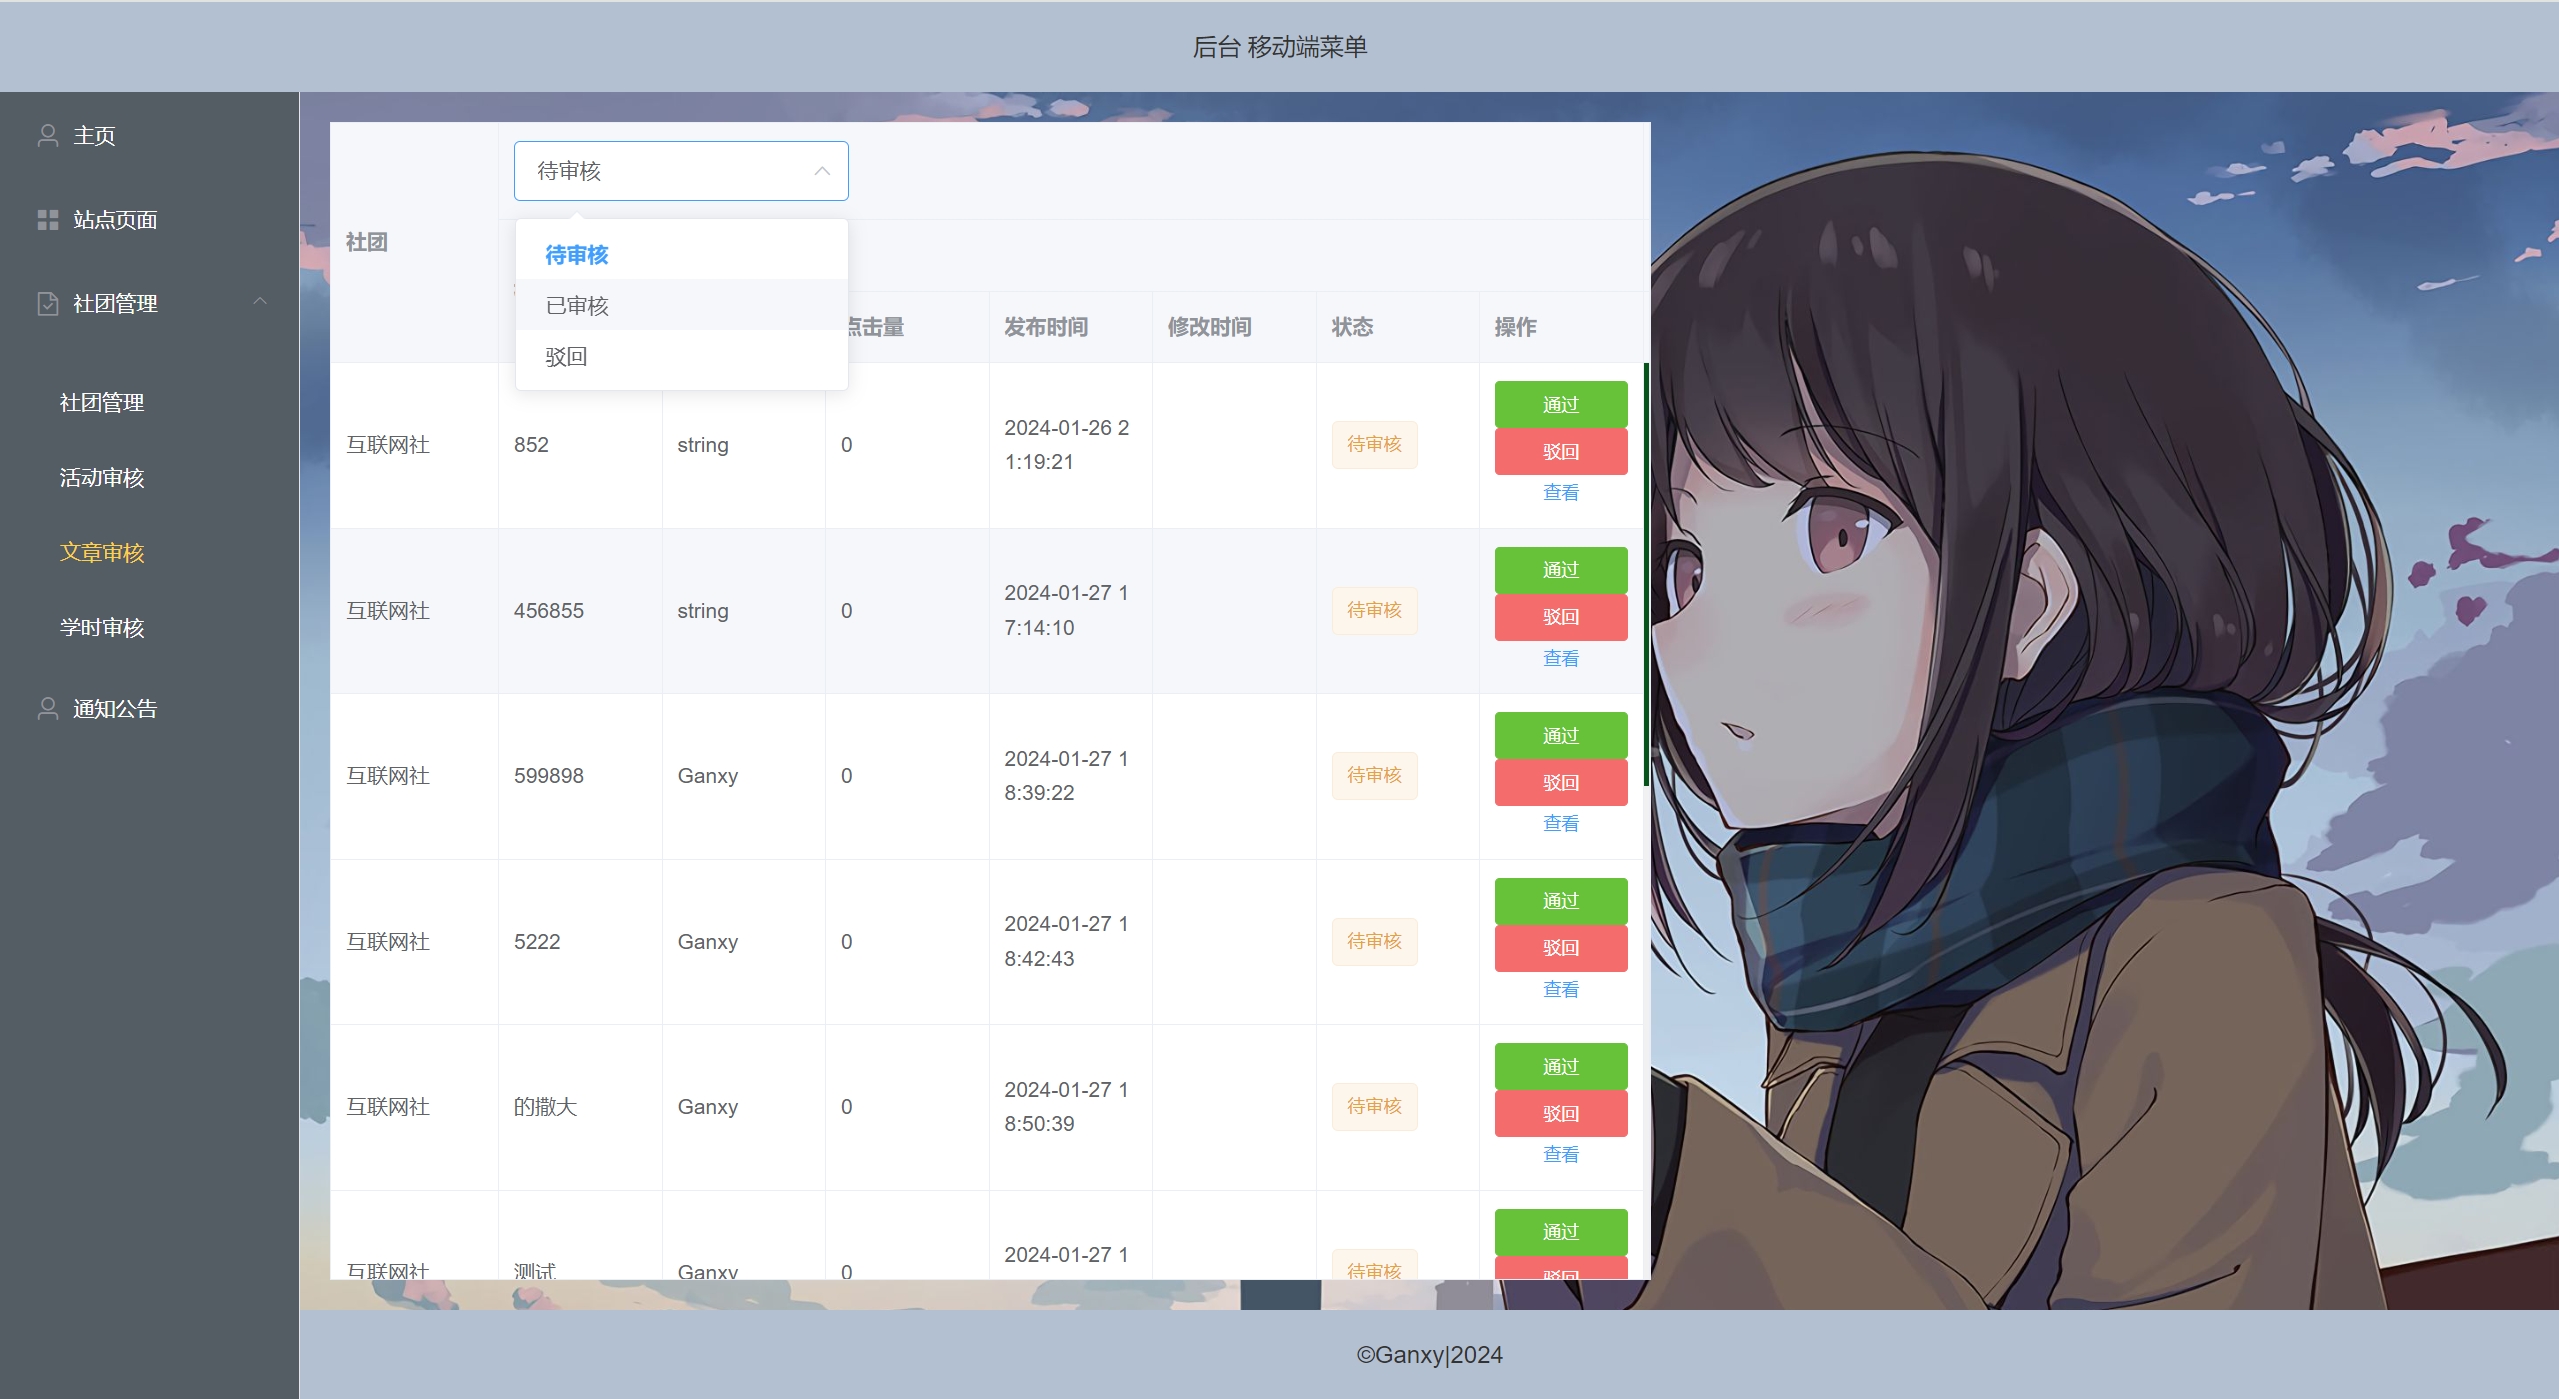 后台 移动端菜单
主页
站点页面
社团管理
社团管理
活动审核
文章审核
学时审核
通知公告
待审核
待审核
已审核
驳回
社团
点击量 发布时间 修改时间 状态 操作
互联网社 852 string 0 2024-01-26 2
1:19:21 待审核 通过
驳回
查看
互联网社 456855 string 0 2024-01-27 1
7:14:10 待审核 通过
驳回
查看
互联网社 599898 Ganxy 0 2024-01-27 1
8:39:22 待审核 通过
驳回
查看
互联网社 5222 Ganxy 0 2024-01-27 1
8:42:43 待审核 通过
驳回
查看
互联网社 的撒大 Ganxy 0 2024-01-27 1
8:50:39 待审核 通过
驳回
查看
互联网社 测试 Ganxy 0 2024-01-27 1
待审核 通过
驳回
©Ganxy|2024